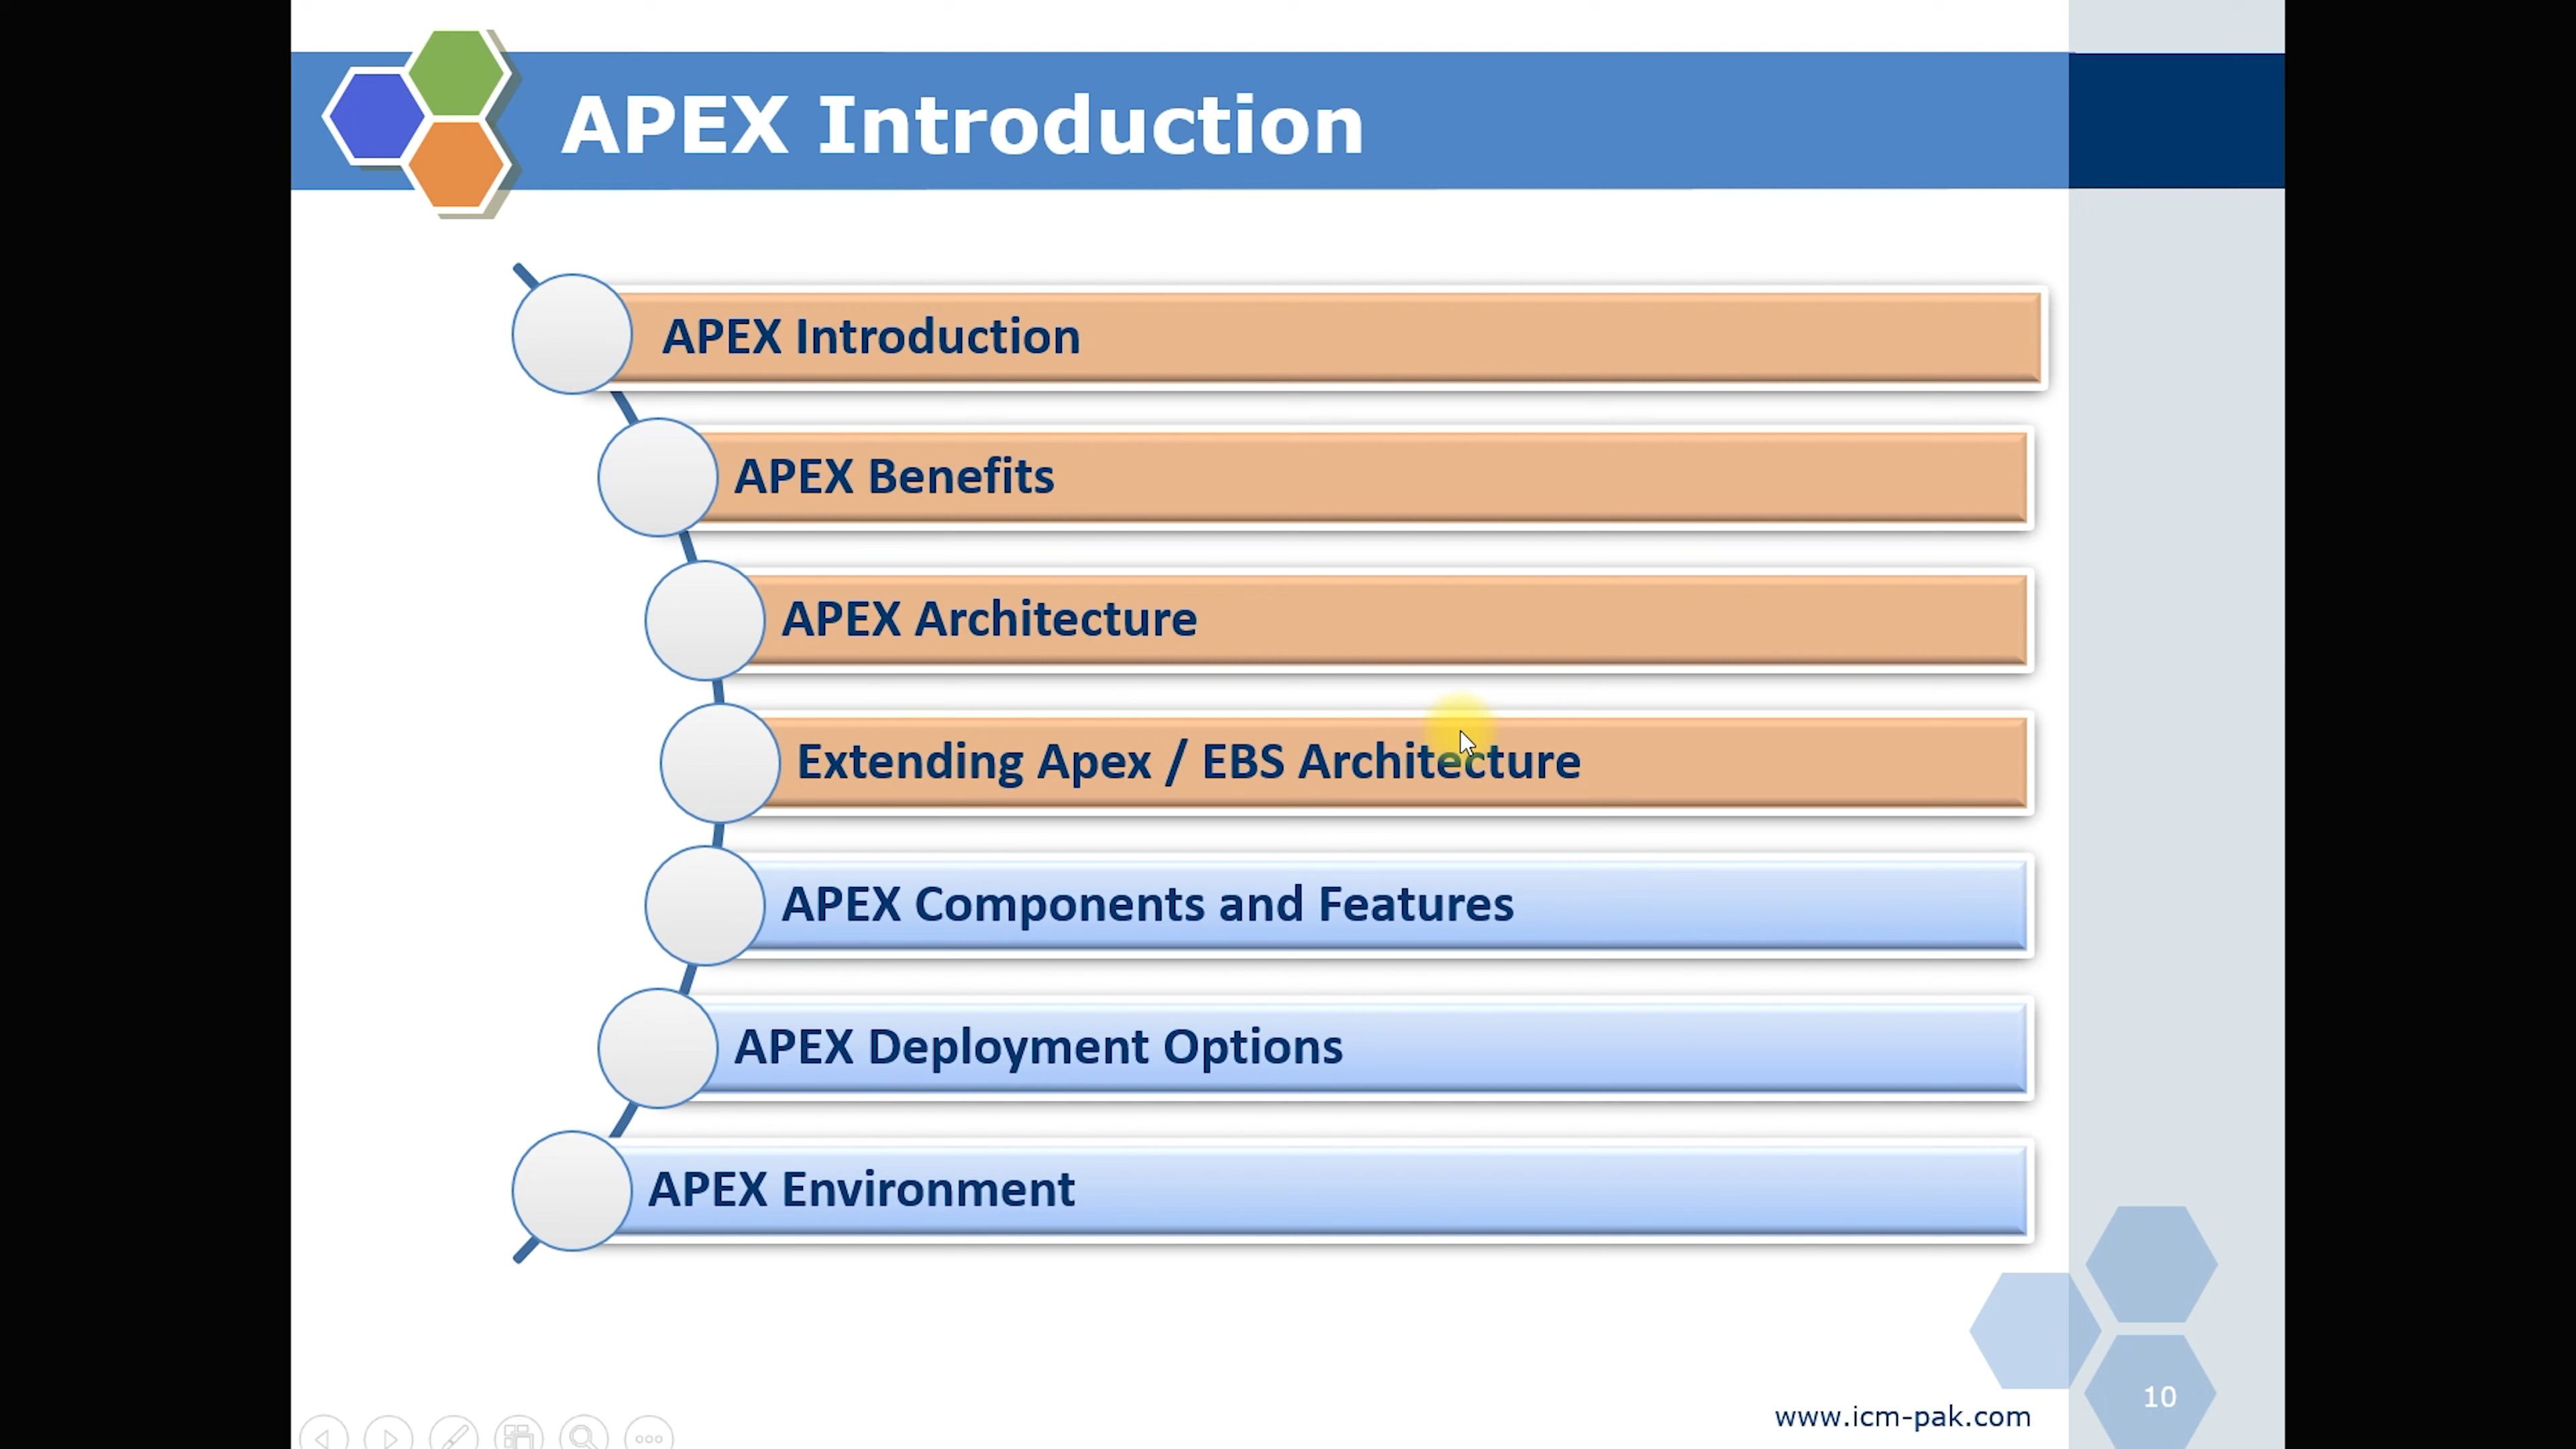 APEX Introduction
APEX Introduction
APEX Benefits
APEX Architecture
Extending Apex / EBS Architecture
APEX Components and Features
APEX Deployment Options
APEX Environment
www.icm-pak.com
10